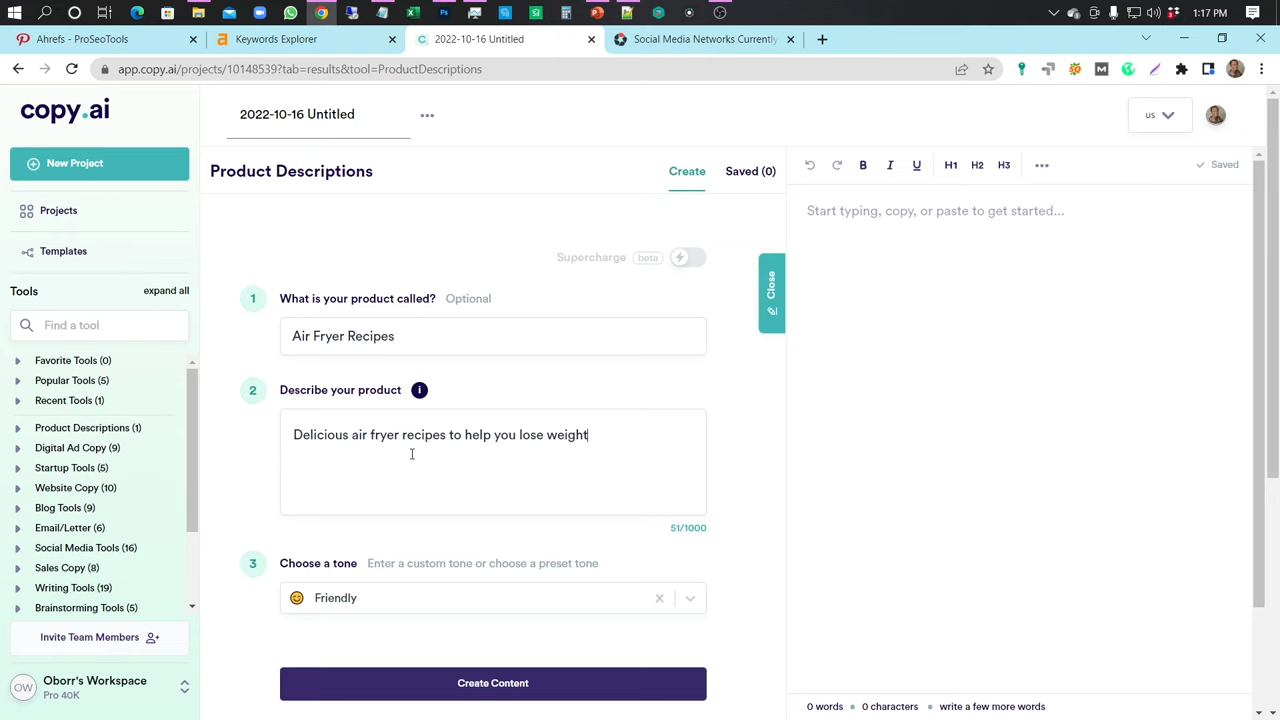 1:17 PM
Ahrefs - ProSeoTools
Keywords Explorer
2022-10-16 Untitled
Social Media Networks Currently
app.copy.ai/projects/10148539?tab=results&tool=ProductDescriptions
copy.ai
2022-10-16 Untitled
US
New Project
Product Descriptions
Create
Saved (0)
B
I
U
H1
H2
H3
Saved
Projects
Start typing, copy, or paste to get started...
Templates
Supercharge beta
Tools
expand all
Close
1
What is your product called? Optional
Find a tool
Air Fryer Recipes
Favorite Tools (0)
Popular Tools (5)
2
Describe your product
i
Recent Tools (1)
Product Descriptions (1)
Delicious air fryer recipes to help you lose weight
Digital Ad Copy (9)
Startup Tools (5)
Website Copy (10)
Blog Tools (9)
Email/Letter (6)
51/1000
Social Media Tools (16)
3
Choose a tone Enter a custom tone or choose a preset tone
Sales Copy (8)
Writing Tools (16)
Friendly
Brainstorming Tools (5)
Invite Team Members
OW
Oborr's Workspace
Pro 40K
Create Content
0 words
0 characters
write a few more words